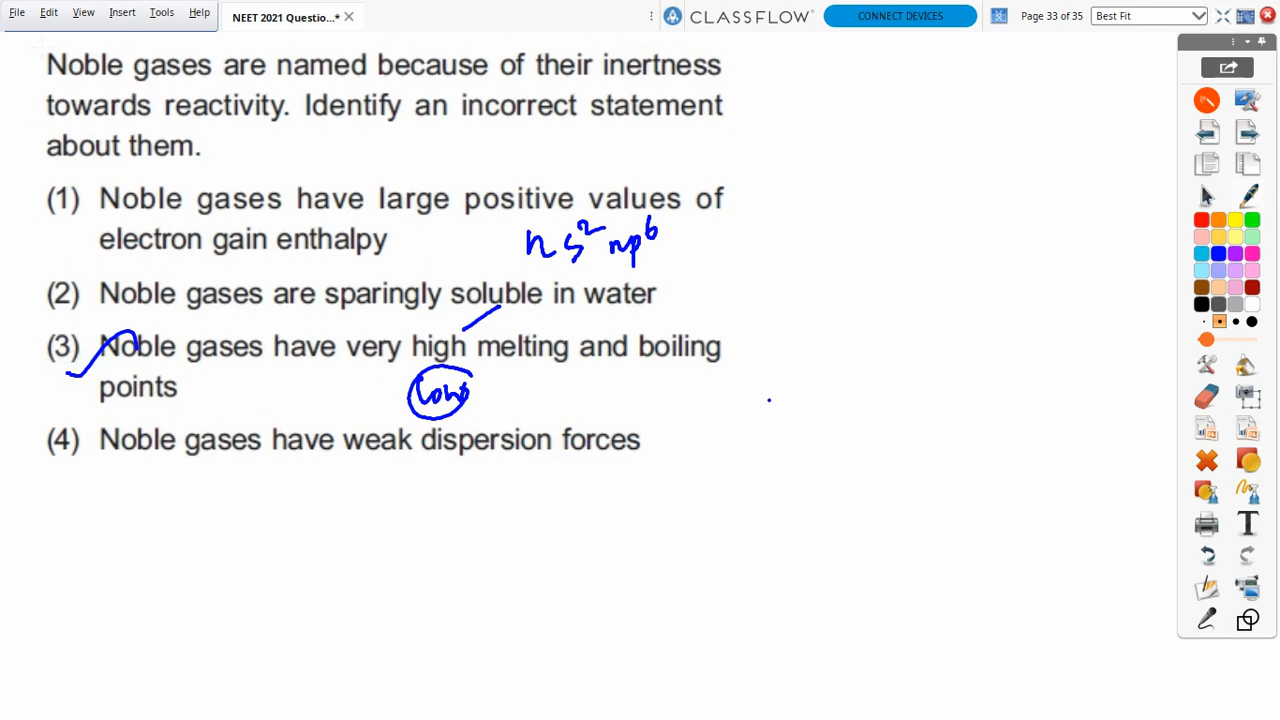 File Edit View Insert Tools Help NEET 2021 Questio...* CLASSFLOW CONNECT DEVICES Page 33 of 35 Best Fit
Noble gases are named because of their inertness
towards reactivity. Identify an incorrect statement
about them.
(1) Noble gases have large positive values of
electron gain enthalpy
ns² np⁶
(2) Noble gases are sparingly soluble in water
(3) Noble gases have very high melting and boiling
points
low
(4) Noble gases have weak dispersion forces
T